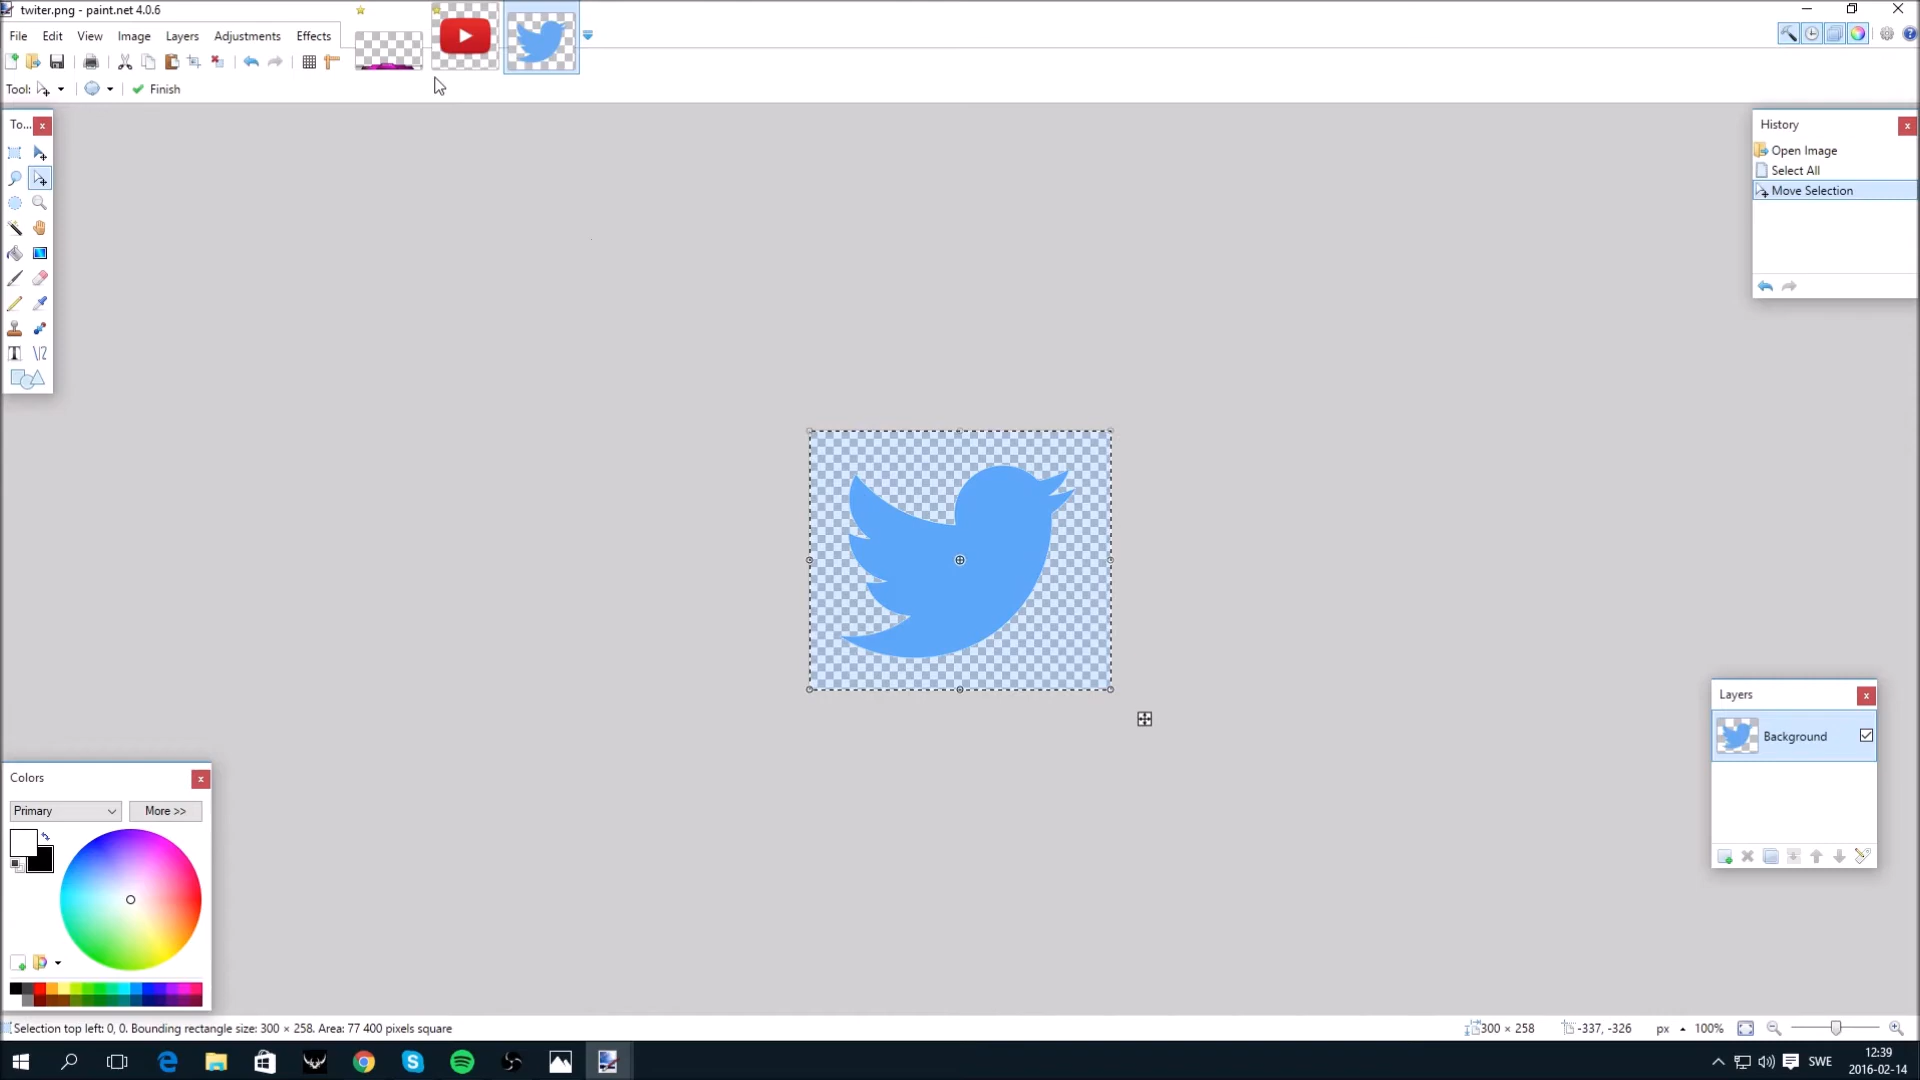 twiter.png - paint.net 4.0.6
File Edit View Image Layers Adjustments Effects
Tool: Finish
To...
History
Open Image
Select All
Move Selection
Layers
Background
Colors
Primary More >>
Selection top left: 0, 0. Bounding rectangle size: 300 × 258. Area: 77 400 pixels square 300 × 258 -337, -326 px 100%
SWE 12:39
2016-02-14